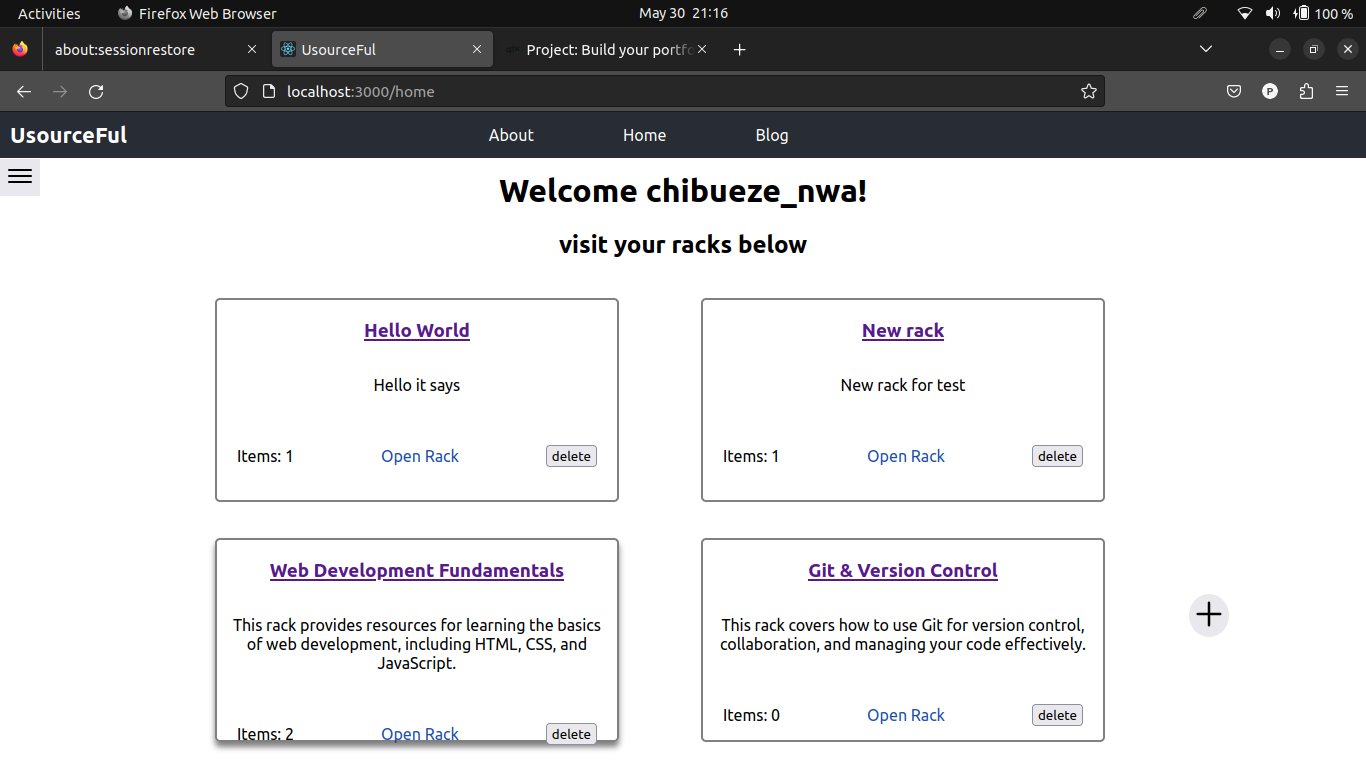 Activities Firefox Web Browser May 30 21:16 100 %
about:sessionrestore UsourceFul Project: Build your portfo
localhost:3000/home P
UsourceFul About Home Blog
Welcome chibueze_nwa!
visit your racks below
Hello World New rack
Hello it says New rack for test
Items: 1 Open Rack delete Items: 1 Open Rack delete
Web Development Fundamentals Git & Version Control
This rack provides resources for learning the basics This rack covers how to use Git for version control,
of web development, including HTML, CSS, and collaboration, and managing your code effectively.
JavaScript.
Items: 0 Open Rack delete
Items: 2 Open Rack delete